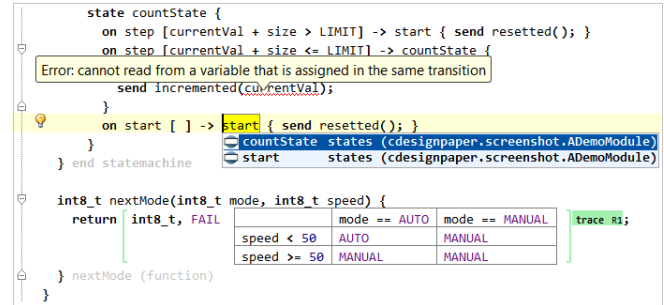 state countState {
on step [currentVal + size > LIMIT] -> start { send resetted(); }
on step [currentVal + size <= LIMIT] -> countState {
Error: cannot read from a variable that is assigned in the same transition
send incremented(currentVal);
}
on start [ ] -> start { send resetted(); }
} countState states (cdesignpaper.screenshot.ADemoModule)
} end statemachine start states (cdesignpaper.screenshot.ADemoModule)
int8_t nextMode(int8_t mode, int8_t speed) {
return int8_t, FAIL mode == AUTO mode == MANUAL trace R1;
speed < 50 AUTO MANUAL
speed >= 50 MANUAL MANUAL
} nextMode (function)
}